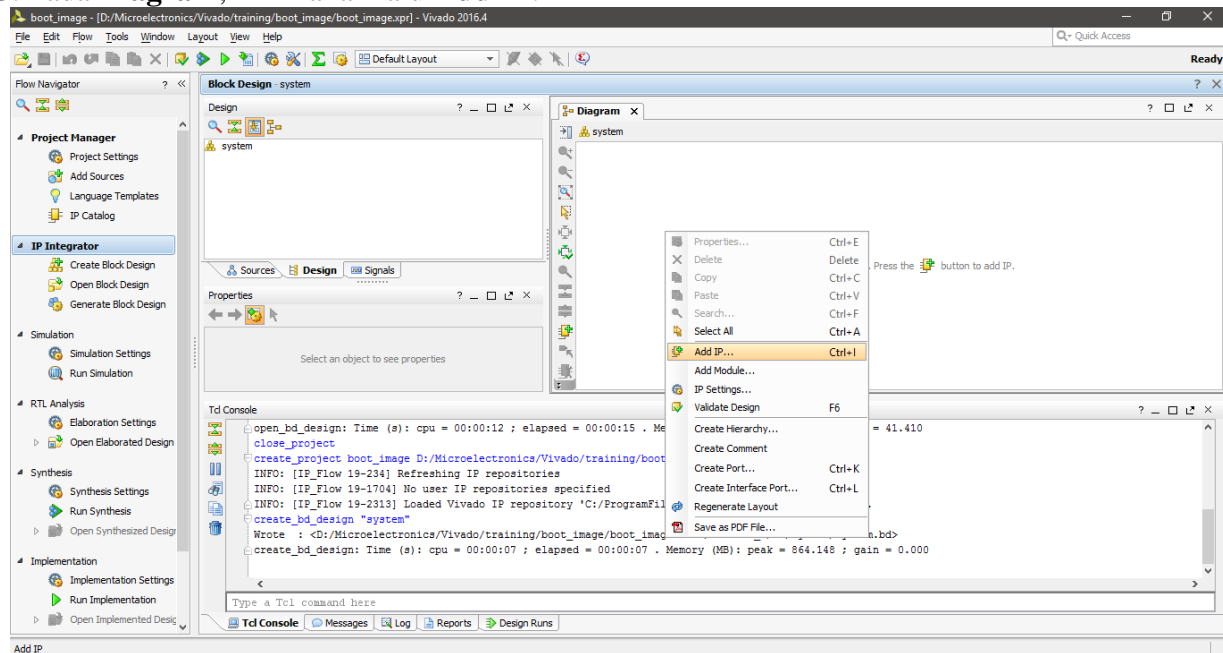 boot_image - [D:/Microelectronics/Vivado/training/boot_image/boot_image.xpr] - Vivado 2016.4
File Edit Flow Tools Window Layout View Help
Quick Access
Default Layout
Ready
Flow Navigator
Project Manager
Project Settings
Add Sources
Language Templates
IP Catalog
IP Integrator
Create Block Design
Open Block Design
Generate Block Design
Simulation
Simulation Settings
Run Simulation
RTL Analysis
Elaboration Settings
Open Elaborated Design
Synthesis
Synthesis Settings
Run Synthesis
Open Synthesized Desigr
Implementation
Implementation Settings
Run Implementation
Open Implemented Desig
Block Design - system
Design
system
Sources Design Signals
Properties
Select an object to see properties
Diagram
system
Press the button to add IP.
Properties... Ctrl+E
Delete Delete
Copy Ctrl+C
Paste Ctrl+V
Search... Ctrl+F
Select All Ctrl+A
Add IP... Ctrl+I
Add Module...
IP Settings...
Validate Design F6
Create Hierarchy...
Create Comment
Create Port... Ctrl+K
Create Interface Port... Ctrl+L
Regenerate Layout
Save as PDF File...
Tcl Console
open_bd_design: Time (s): cpu = 00:00:12 ; elapsed = 00:00:15 . Me = 41.410
close_project
create_project boot_image D:/Microelectronics/Vivado/training/boot
INFO: [IP_Flow 19-234] Refreshing IP repositories
INFO: [IP_Flow 19-1704] No user IP repositories specified
INFO: [IP_Flow 19-2313] Loaded Vivado IP repository 'C:/ProgramFil
create_bd_design "system"
Wrote : <D:/Microelectronics/Vivado/training/boot_image/boot_imag m.bd>
create_bd_design: Time (s): cpu = 00:00:07 ; elapsed = 00:00:07 . Memory (MB): peak = 864.148 ; gain = 0.000
Type a Tcl command here
Tcl Console Messages Log Reports Design Runs
Add IP